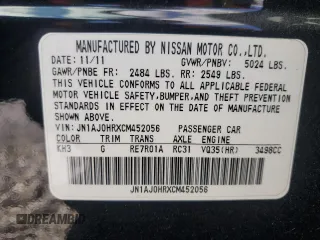 MANUFACTURED BY NISSAN MOTOR CO.,LTD.
DATE: 11/11 GVWR/PNBV: 5024 LBS.
GAWR/PNBE FR: 2484 LBS. RR: 2549 LBS.
THIS VEHICLE CONFORMS TO ALL APPLICABLE
FEDERAL MOTOR VEHICLE SAFETY, BUMPER, AND THEFT PREVENTION
STANDARDS IN EFFECT ON THE DATE OF MANUFACTURE
SHOWN ABOVE.
VIN: JN1AJ0HRXCM452056 PASSENGER CAR
COLOR TRIM TRANS AXLE ENGINE
KH3 G RE7R01A RC31 VQ35(HR) 3498CC
JN1AJ0HRXCM452056
DREAMBID